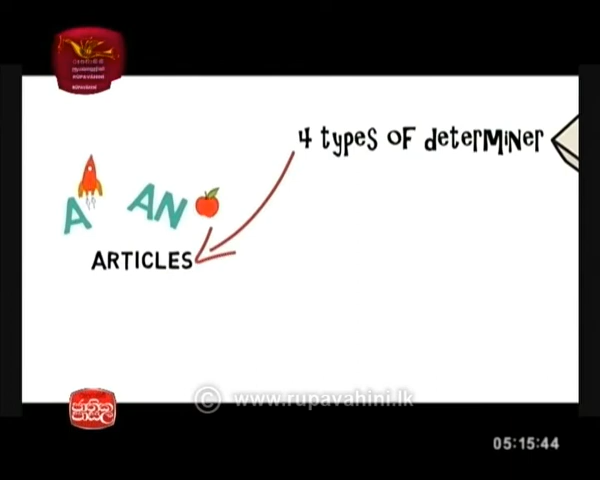 4 types of determiner
A AN
ARTICLES
© www.rupavahini.lk
05:15:44